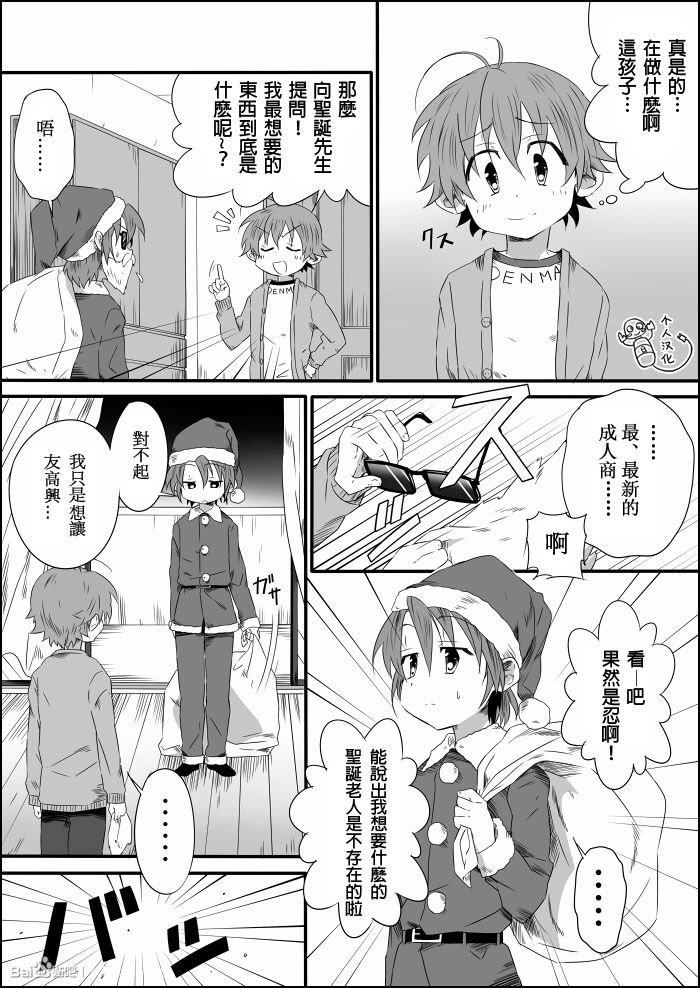 真是的…
在做什麼啊
這孩子…
クス
DENMA
个人汉化
那麼
向聖誕先生
提問！
我最想要的
東西到底是
什麼呢~？
唔……
……
最、最新的
成人商……
ズッ
啊
看—吧
果然是忍啊！
能說出我想要什麼的
聖誕老人是不存在的啦
……
對不起
我只是想讓
友高興…
ガサ
……
バッ
Bai 贴吧